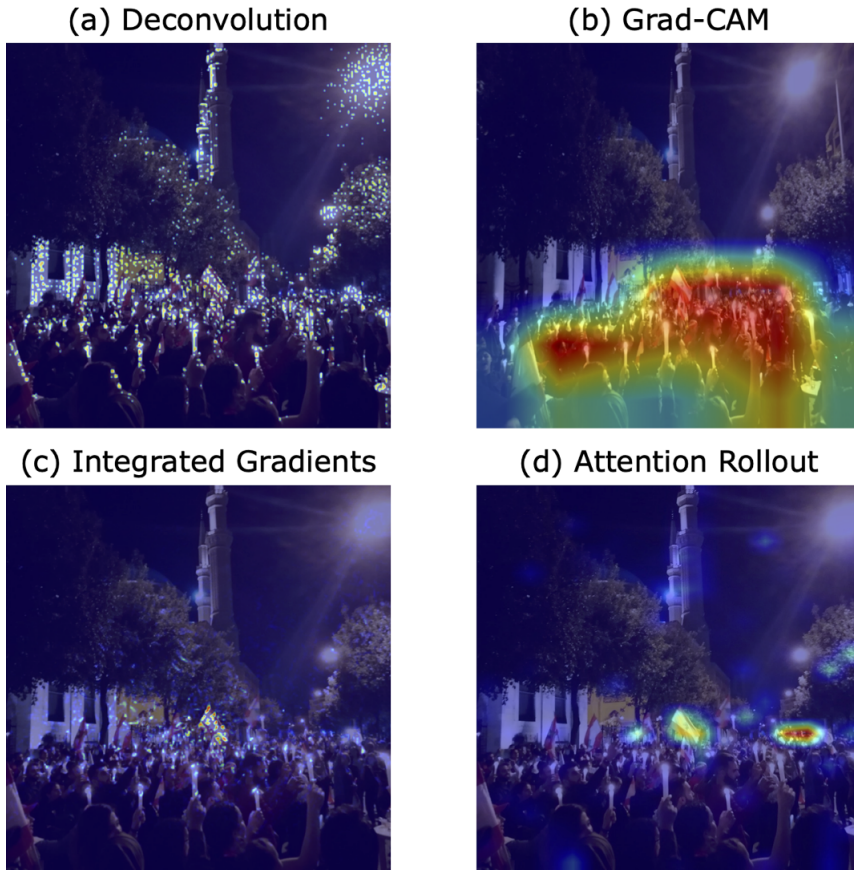 (a) Deconvolution
(b) Grad-CAM
(c) Integrated Gradients
(d) Attention Rollout